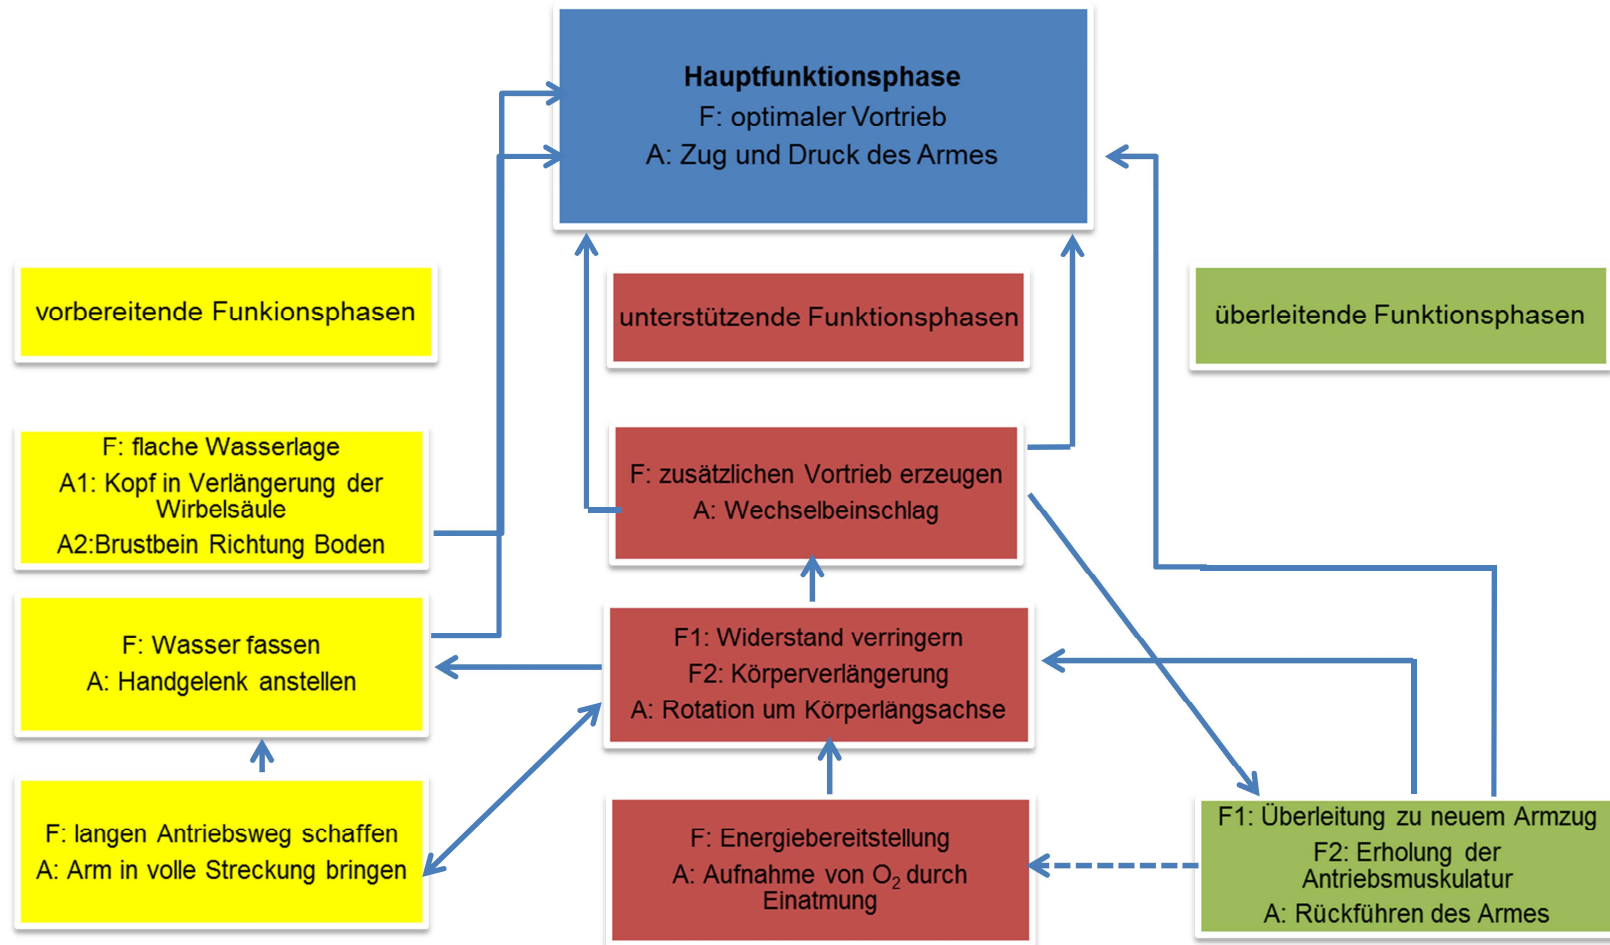 Hauptfunktionsphase
F: optimaler Vortrieb
A: Zug und Druck des Armes
vorbereitende Funkionsphasen
unterstützende Funktionsphasen
überleitende Funktionsphasen
F: flache Wasserlage
A1: Kopf in Verlängerung der
Wirbelsäule
A2:Brustbein Richtung Boden
F: zusätzlichen Vortrieb erzeugen
A: Wechselbeinschlag
F: Wasser fassen
A: Handgelenk anstellen
F1: Widerstand verringern
F2: Körperverlängerung
A: Rotation um Körperlängsachse
F: langen Antriebsweg schaffen
A: Arm in volle Streckung bringen
F: Energiebereitstellung
A: Aufnahme von O₂ durch
Einatmung
F1: Überleitung zu neuem Armzug
F2: Erholung der
Antriebsmuskulatur
A: Rückführen des Armes